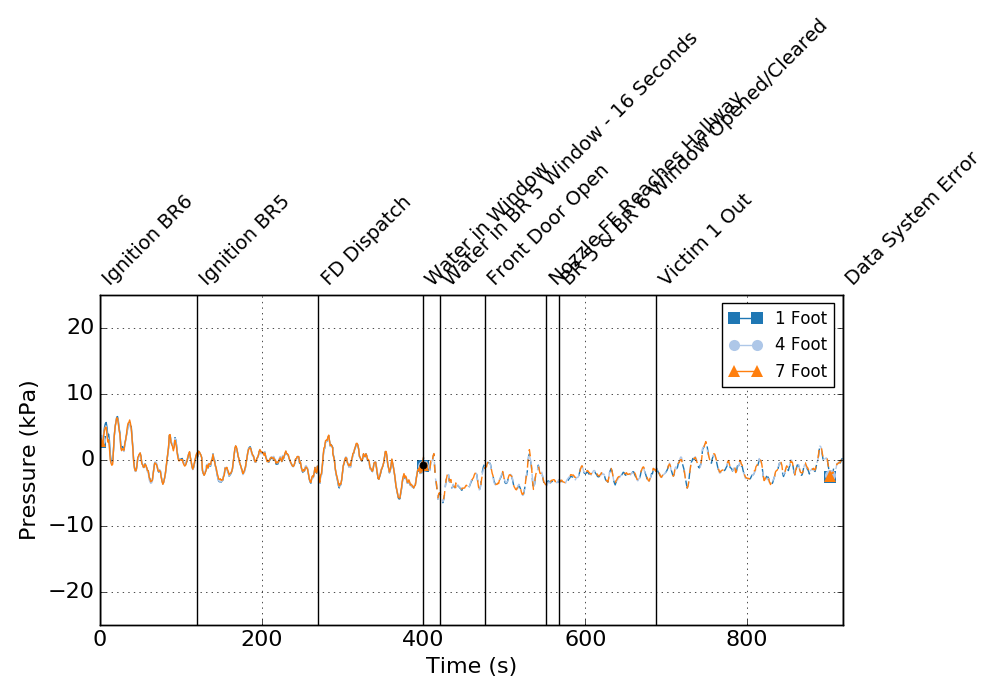 Ignition BR6
Ignition BR5
FD Dispatch
Water in Window
Water in BR 5 Window - 16 Seconds
Front Door Open
Nozzle FF Reaches Hallway
BR 5 & BR 6 Window Opened/Cleared
Victim 1 Out
Data System Error
1 Foot
4 Foot
7 Foot
20
10
0
−10
−20
Pressure (kPa)
0 200 400 600 800
Time (s)